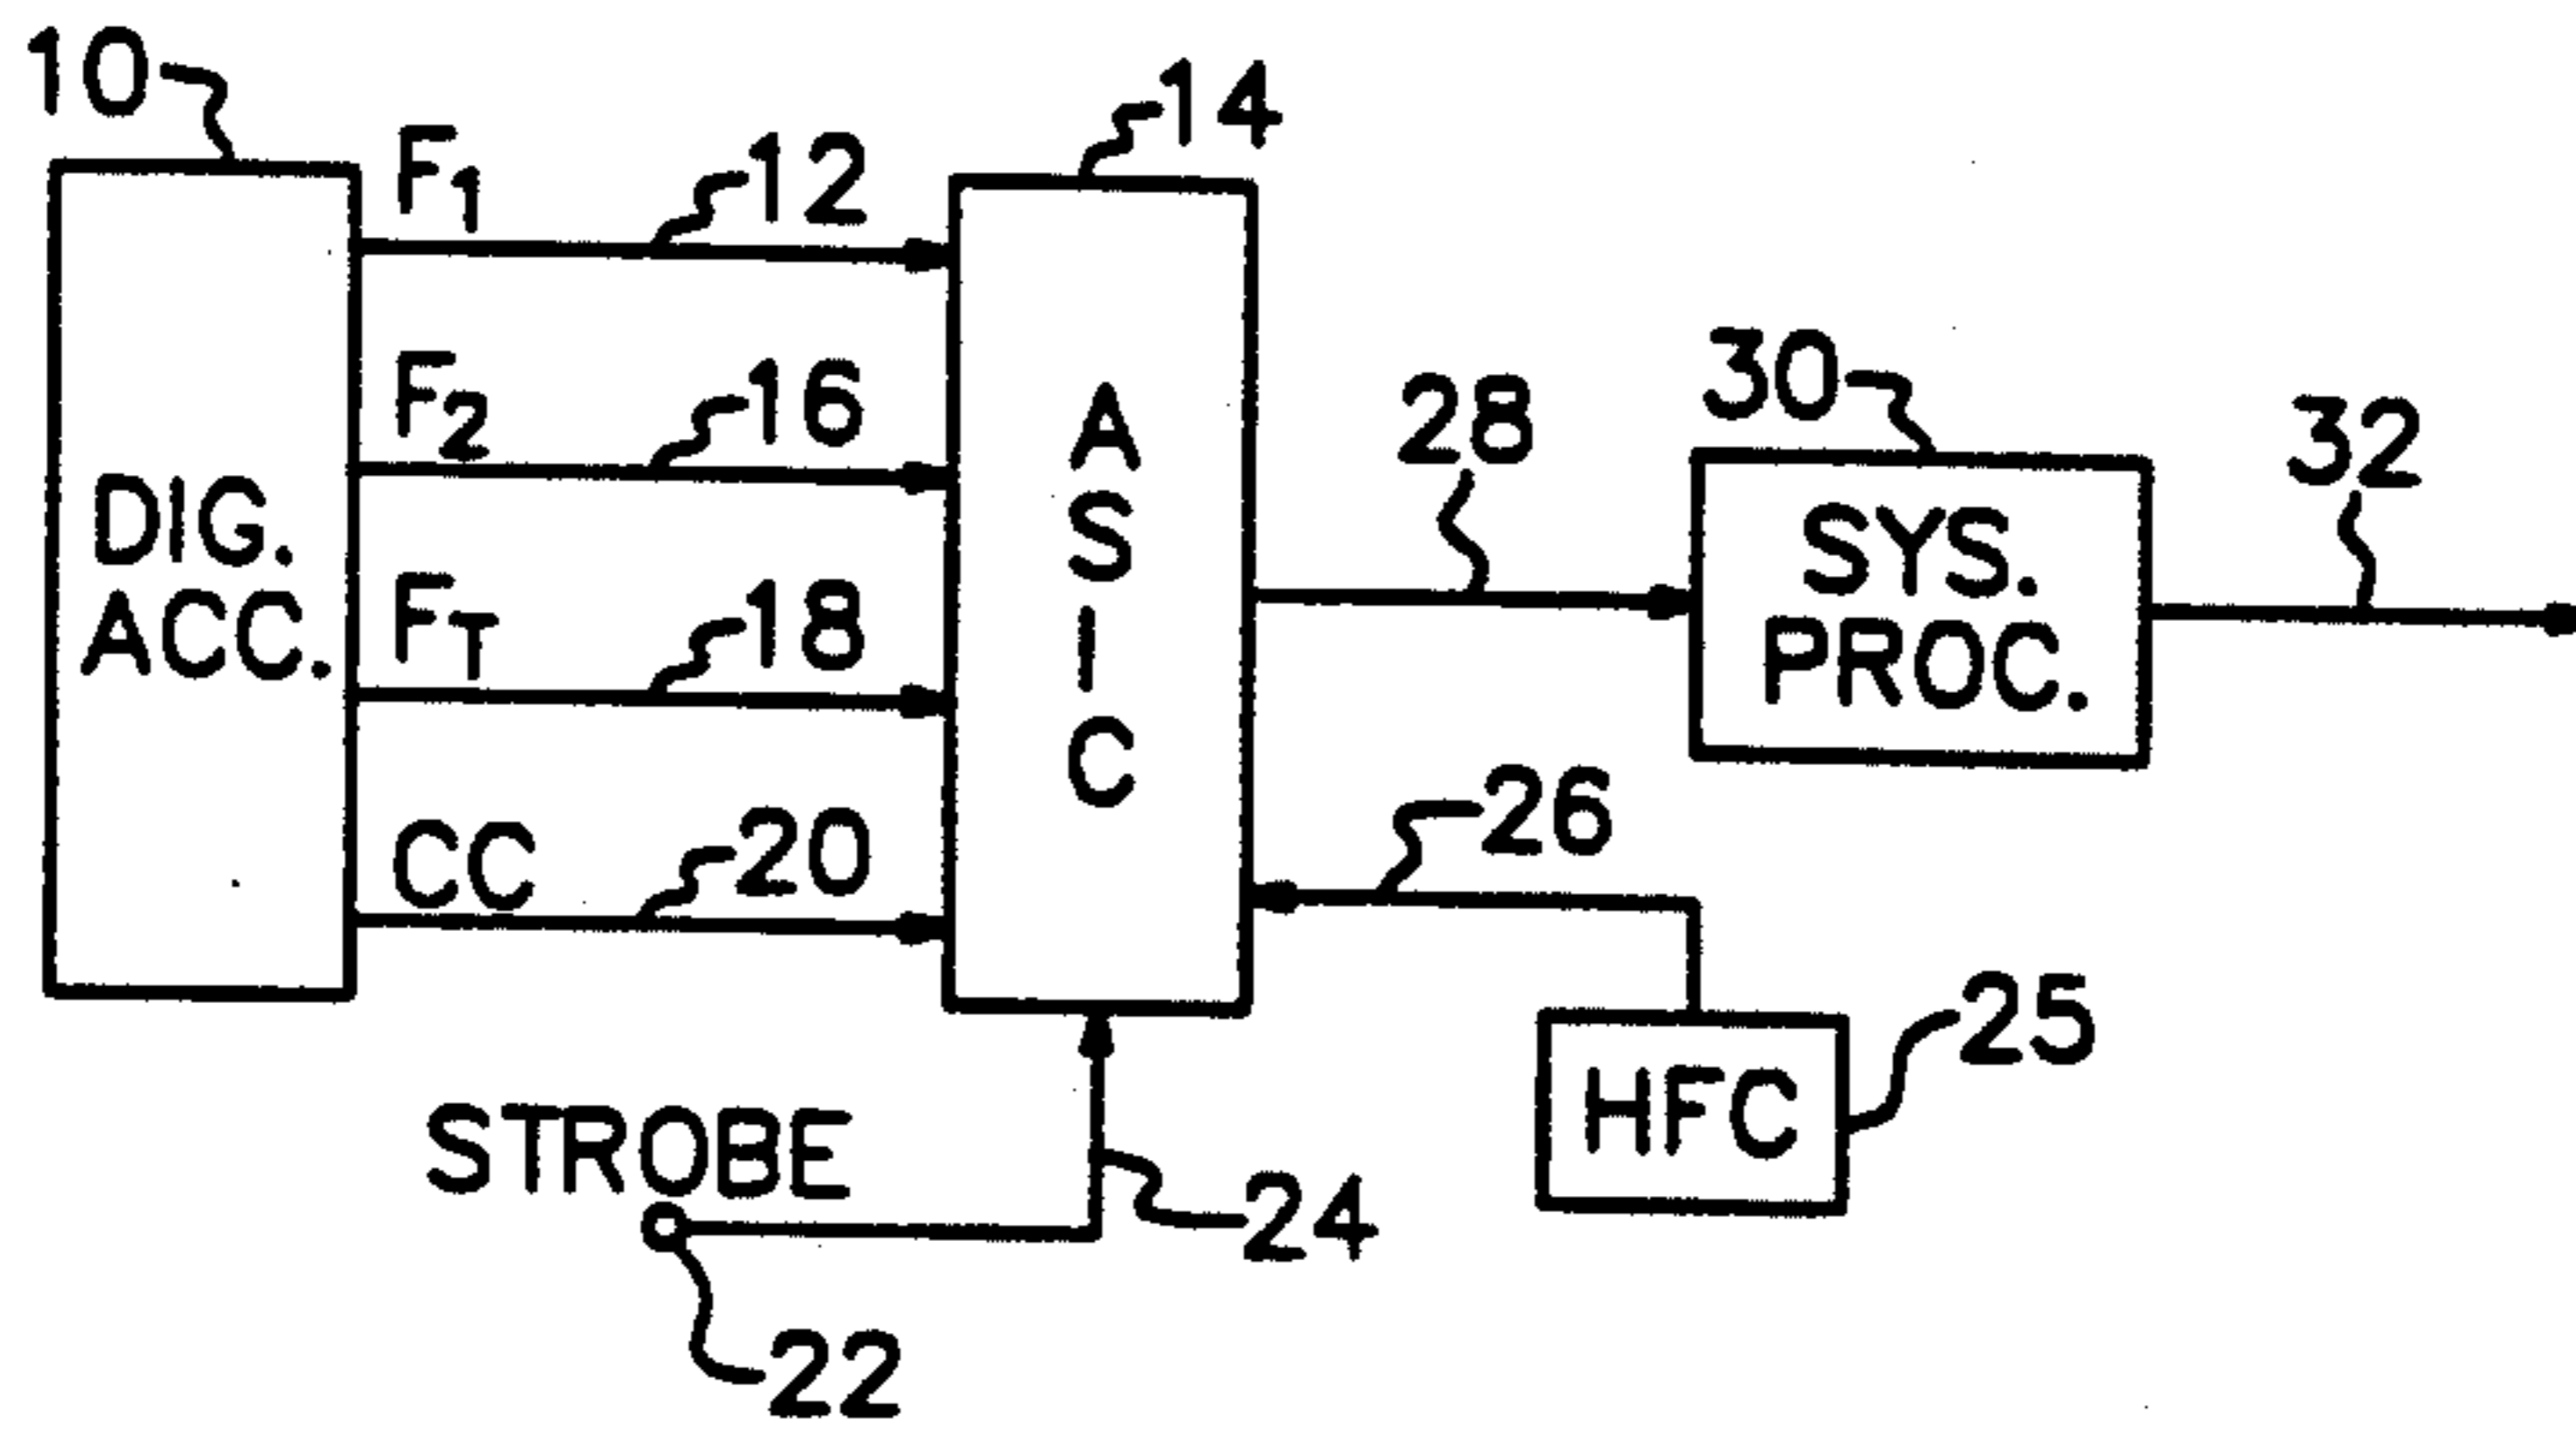 10
14
F1
12
F2
16
30
28
32
DIG.
ACC.
ASIC
FT
18
SYS.
PROC.
CC
20
26
25
HFC
STROBE
24
22